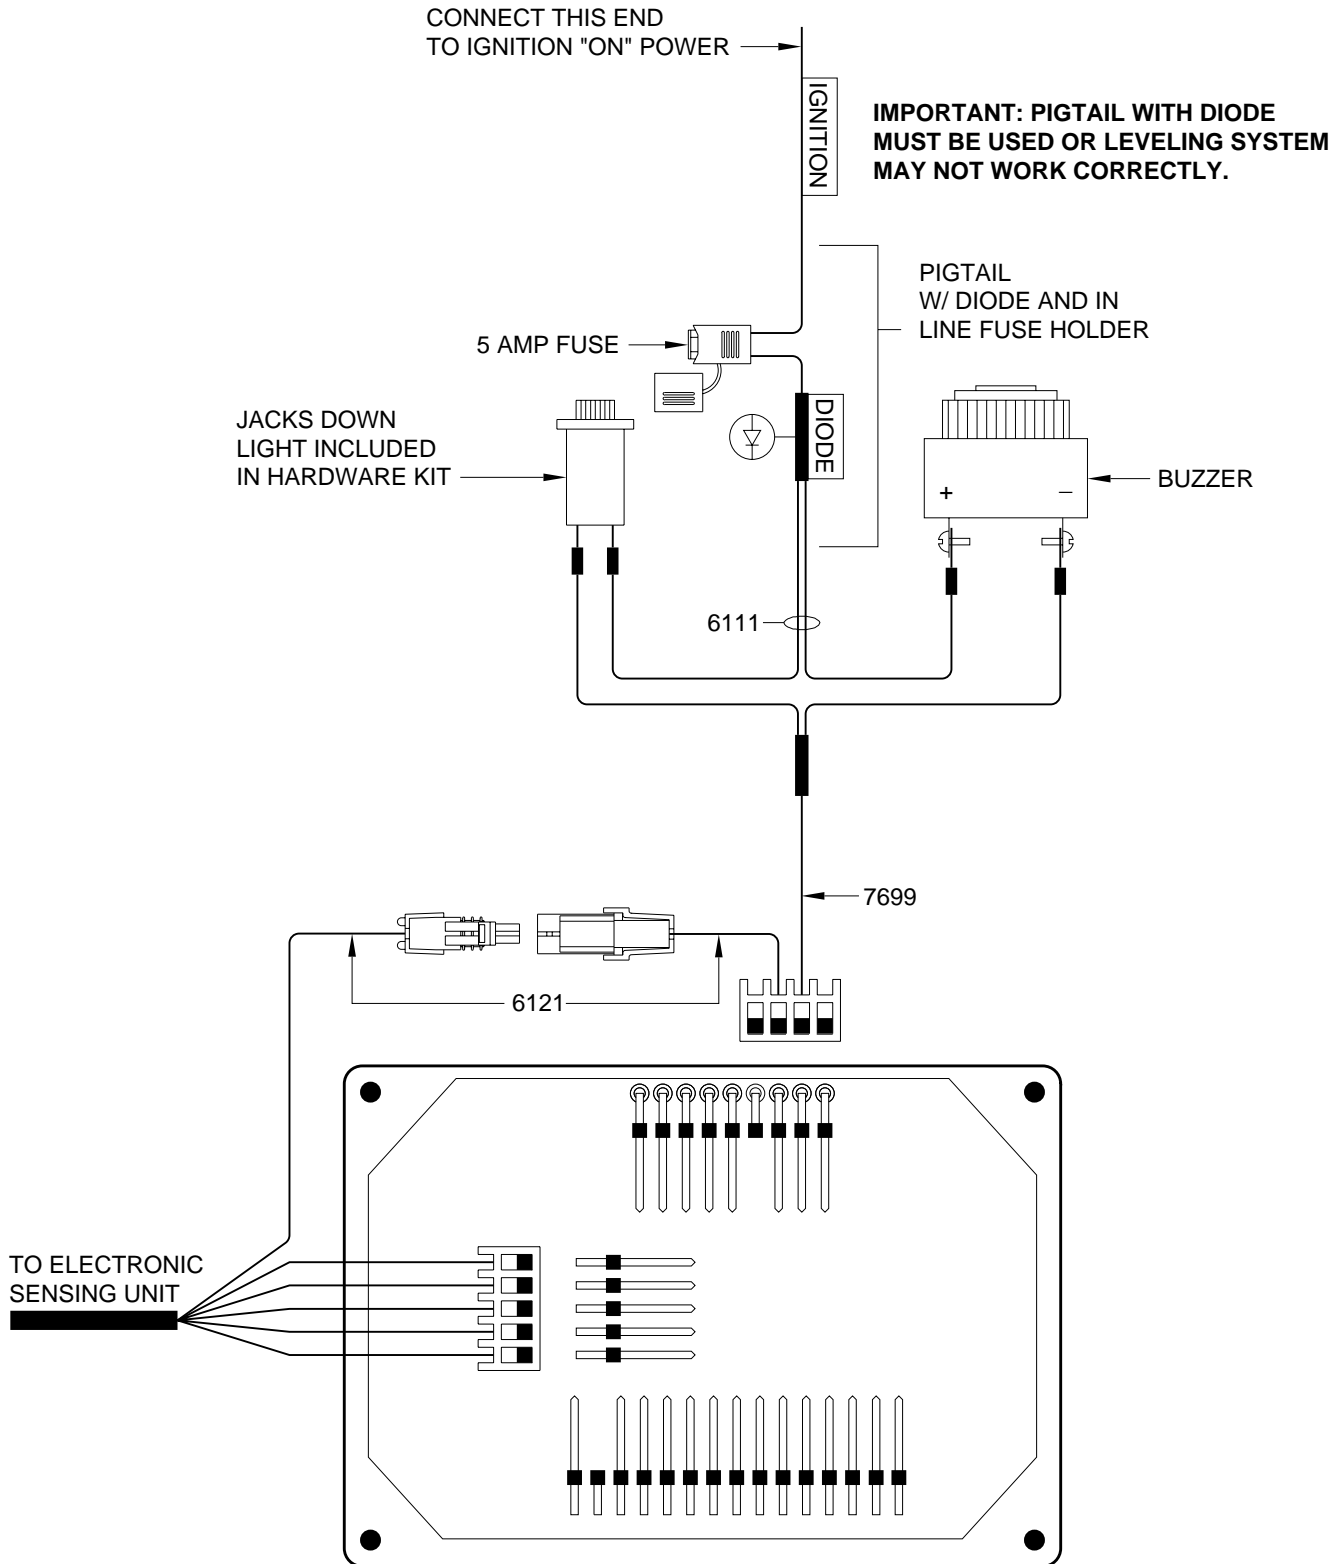 CONNECT THIS END
TO IGNITION "ON" POWER
IGNITION
IMPORTANT: PIGTAIL WITH DIODE
MUST BE USED OR LEVELING SYSTEM
MAY NOT WORK CORRECTLY.
PIGTAIL
W/ DIODE AND IN
LINE FUSE HOLDER
5 AMP FUSE
JACKS DOWN
LIGHT INCLUDED
IN HARDWARE KIT
DIODE
+ −
BUZZER
6111
7699
6121
TO ELECTRONIC
SENSING UNIT